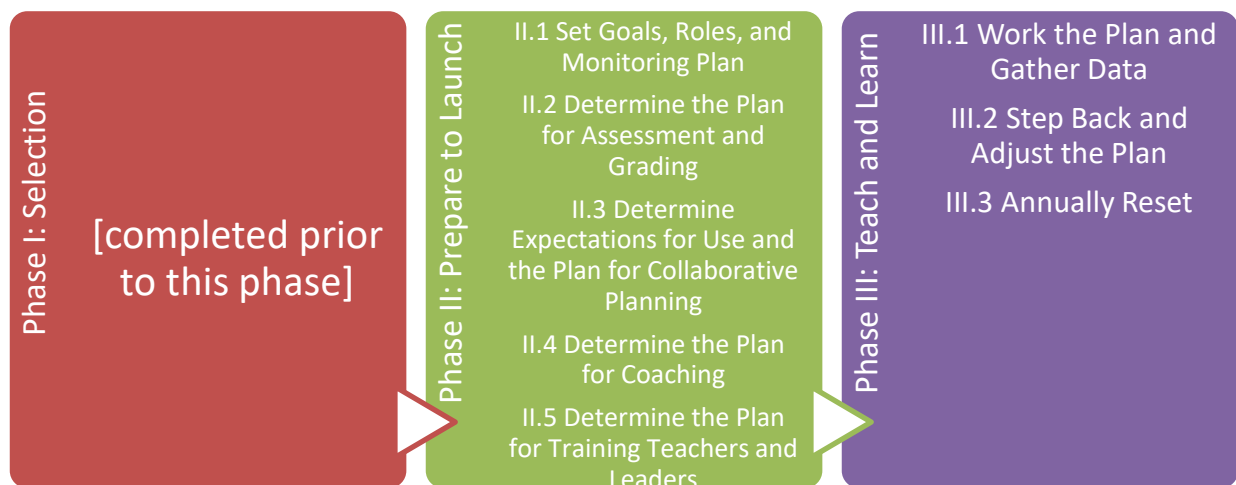 Phase I: Selection
[completed prior
to this phase]
Phase II: Prepare to Launch
II.1 Set Goals, Roles, and
Monitoring Plan
II.2 Determine the Plan
for Assessment and
Grading
II.3 Determine
Expectations for Use and
the Plan for Collaborative
Planning
II.4 Determine the Plan
for Coaching
II.5 Determine the Plan
for Training Teachers and
Leaders
Phase III: Teach and Learn
III.1 Work the Plan and
Gather Data
III.2 Step Back and
Adjust the Plan
III.3 Annually Reset